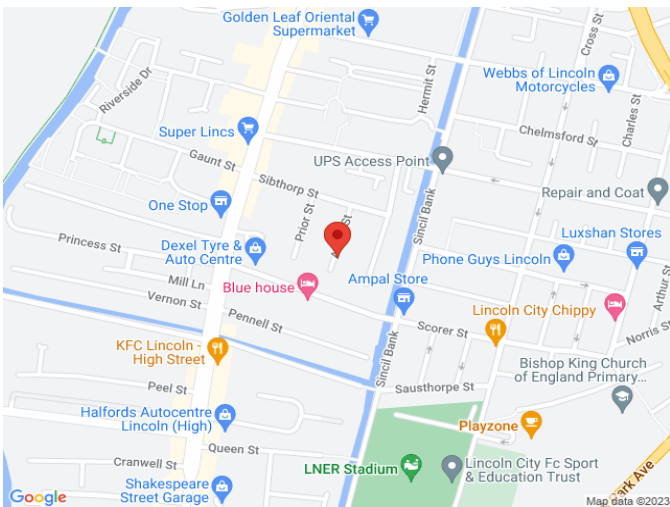 Golden Leaf Oriental
Supermarket
Cross St
Hermit St
Webbs of Lincoln
Motorcycles
Riverside Dr
Charles St
Super Lincs
Chelmsford St
Gaunt St
UPS Access Point
Sibthorp St
Repair and Coat
One Stop
Prior St
St
Sincil Bank
Luxshan Stores
Princess St
Dexel Tyre &
Auto Centre
Phone Guys Lincoln
Arthur St
Mill Ln
Blue house
Ampal Store
Vernon St
Pennell St
Lincoln City Chippy
Scorer St
Norris St
KFC Lincoln -
High Street
Sincil Bank
Bishop King Church
of England Primary...
Peel St
Sausthorpe St
Halfords Autocentre
Lincoln (High)
Playzone
Queen St
Cranwell St
LNER Stadium
Lincoln City Fc Sport
& Education Trust
Park Ave
Shakespeare
Street Garage
Google
Map data ©2023